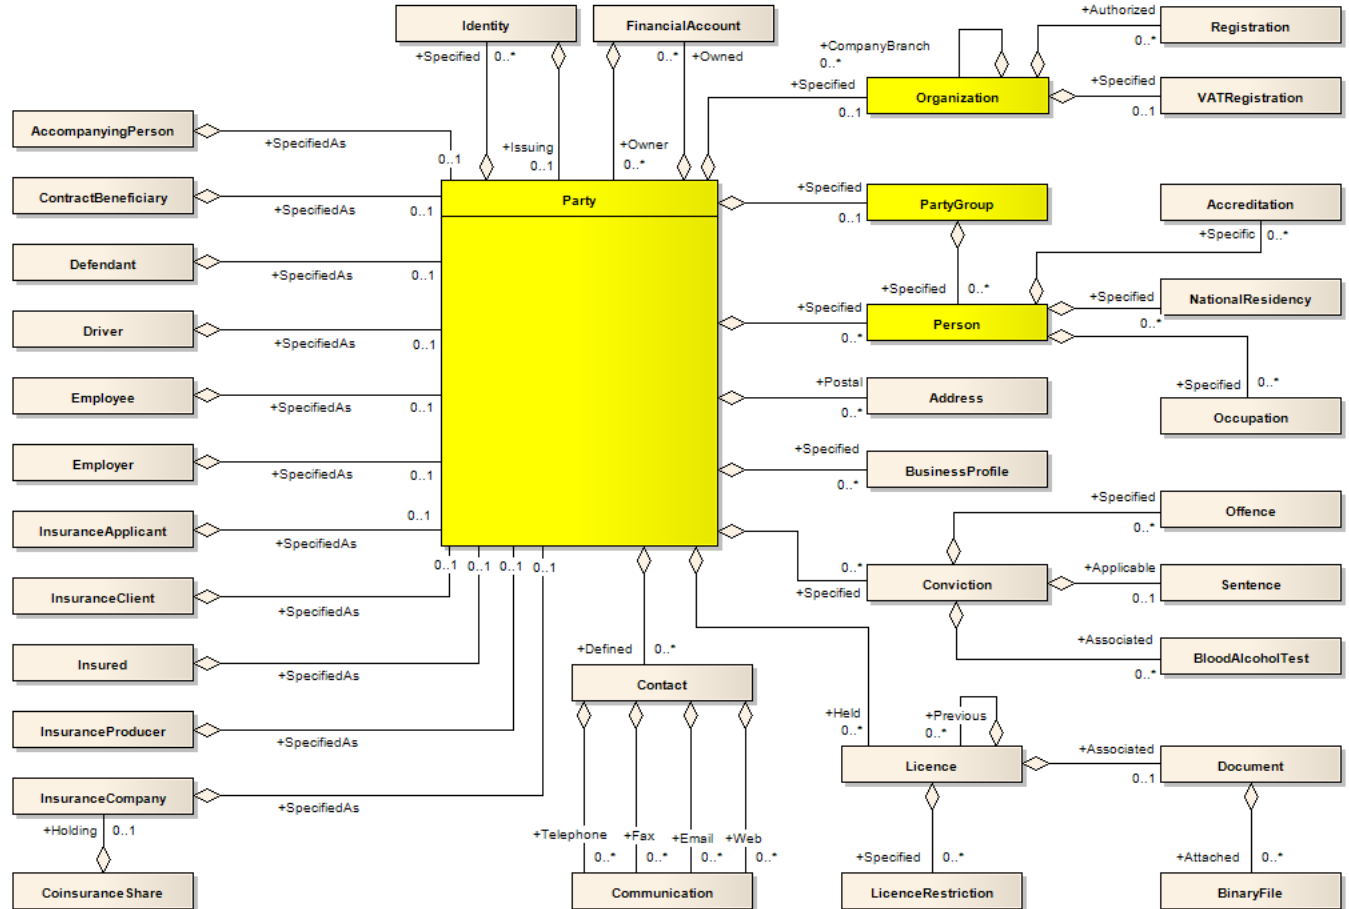 Identity
FinancialAccount
+Specified 0..*
0..* +Owned
+Issuing
0..1
+Owner
0..*
+CompanyBranch
0..*
+Specified
0..1
Organization
+Authorized
0..*
Registration
+Specified
0..1
VATRegistration
AccompanyingPerson
+SpecifiedAs
0..1
ContractBeneficiary
+SpecifiedAs
0..1
Defendant
+SpecifiedAs
0..1
Driver
+SpecifiedAs
0..1
Employee
+SpecifiedAs
0..1
Employer
+SpecifiedAs
0..1
InsuranceApplicant
+SpecifiedAs
0..1
InsuranceClient
+SpecifiedAs
0..1 0..1 0..1 0..1
Insured
+SpecifiedAs
InsuranceProducer
+SpecifiedAs
InsuranceCompany
+SpecifiedAs
+Holding 0..1
CoinsuranceShare
Party
+Specified
0..1
PartyGroup
+Specified 0..*
Accreditation
+Specific 0..*
+Specified
0..*
Person
+Specified
0..*
NationalResidency
+Specified 0..*
Occupation
+Postal
0..*
Address
+Specified
0..*
BusinessProfile
0..*
+Specified
Conviction
+Specified
0..*
Offence
+Applicable
0..1
Sentence
+Associated
0..*
BloodAlcoholTest
+Defined 0..*
Contact
+Telephone +Fax +Email +Web
0..* 0..* 0..* 0..*
Communication
+Held
0..*
+Previous
0..*
Licence
+Associated
0..1
Document
+Specified 0..*
LicenceRestriction
+Attached 0..*
BinaryFile